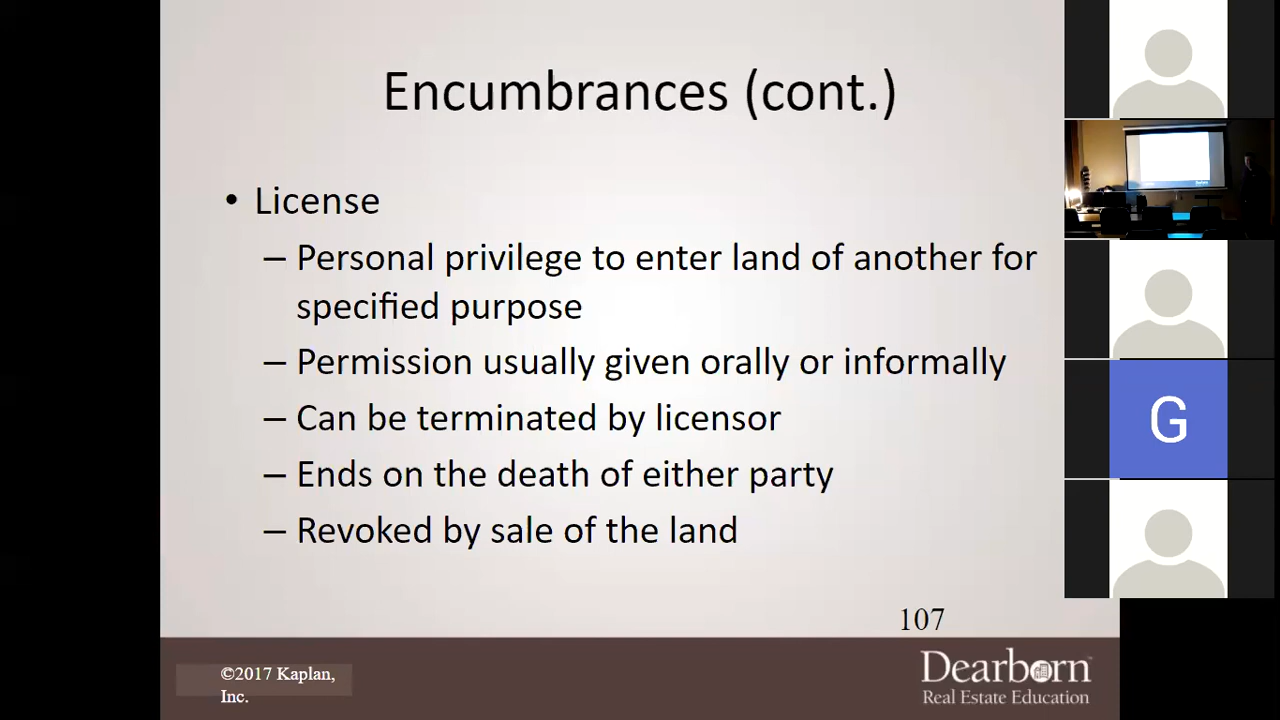 Encumbrances (cont.)
• License
– Personal privilege to enter land of another for
specified purpose
– Permission usually given orally or informally
– Can be terminated by licensor
– Ends on the death of either party
– Revoked by sale of the land
107
©2017 Kaplan,
Inc.
Dearborn
Real Estate Education
G